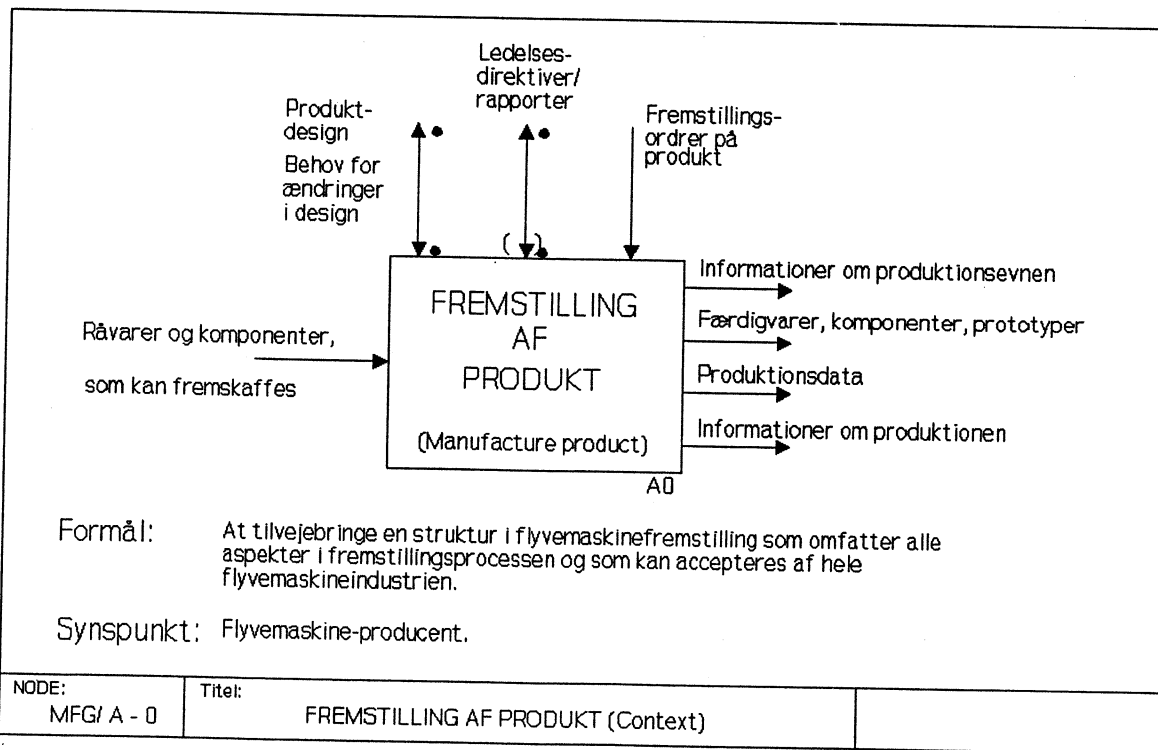 Ledelses-
direktiver/
rapporter
Produkt-
design
Behov for
ændringer
i design
Fremstillings-
ordrer på
produkt
( )
Råvarer og komponenter,
som kan fremskaffes
FREMSTILLING
AF
PRODUKT
(Manufacture product)
A0
Informationer om produktionsevnen
Færdigvarer, komponenter, prototyper
Produktionsdata
Informationer om produktionen
Formål:
At tilvejebringe en struktur i flyvemaskinefremstilling som omfatter alle
aspekter i fremstillingsprocessen og som kan accepteres af hele
flyvemaskineindustrien.
Synspunkt: Flyvemaskine-producent.
NODE:
MFG/ A - 0
Titel:
FREMSTILLING AF PRODUKT (Context)